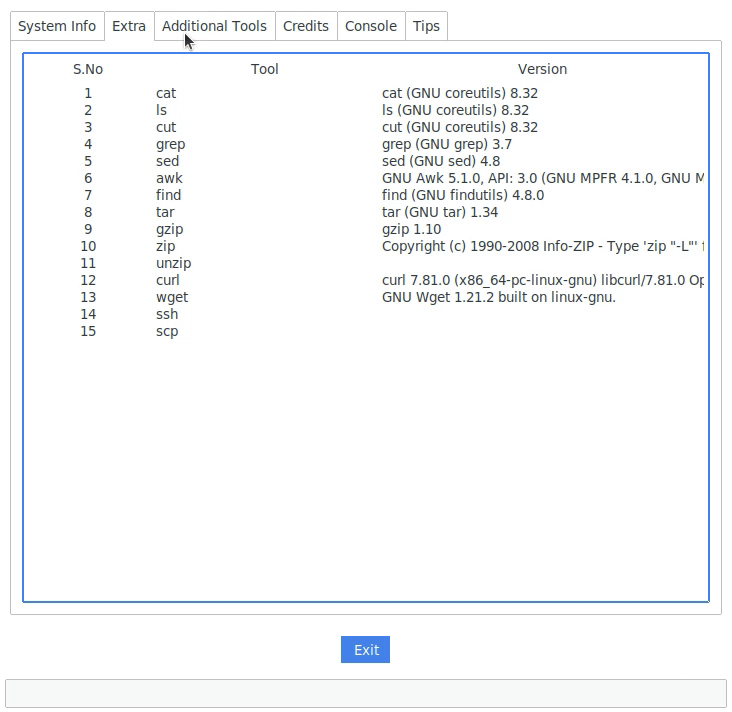 System Info Extra Additional Tools Credits Console Tips
S.No Tool Version
1 cat cat (GNU coreutils) 8.32
2 ls ls (GNU coreutils) 8.32
3 cut cut (GNU coreutils) 8.32
4 grep grep (GNU grep) 3.7
5 sed sed (GNU sed) 4.8
6 awk GNU Awk 5.1.0, API: 3.0 (GNU MPFR 4.1.0, GNU M
7 find find (GNU findutils) 4.8.0
8 tar tar (GNU tar) 1.34
9 gzip gzip 1.10
10 zip Copyright (c) 1990-2008 Info-ZIP - Type 'zip "-L"'
11 unzip
12 curl curl 7.81.0 (x86_64-pc-linux-gnu) libcurl/7.81.0 Op
13 wget GNU Wget 1.21.2 built on linux-gnu.
14 ssh
15 scp
Exit